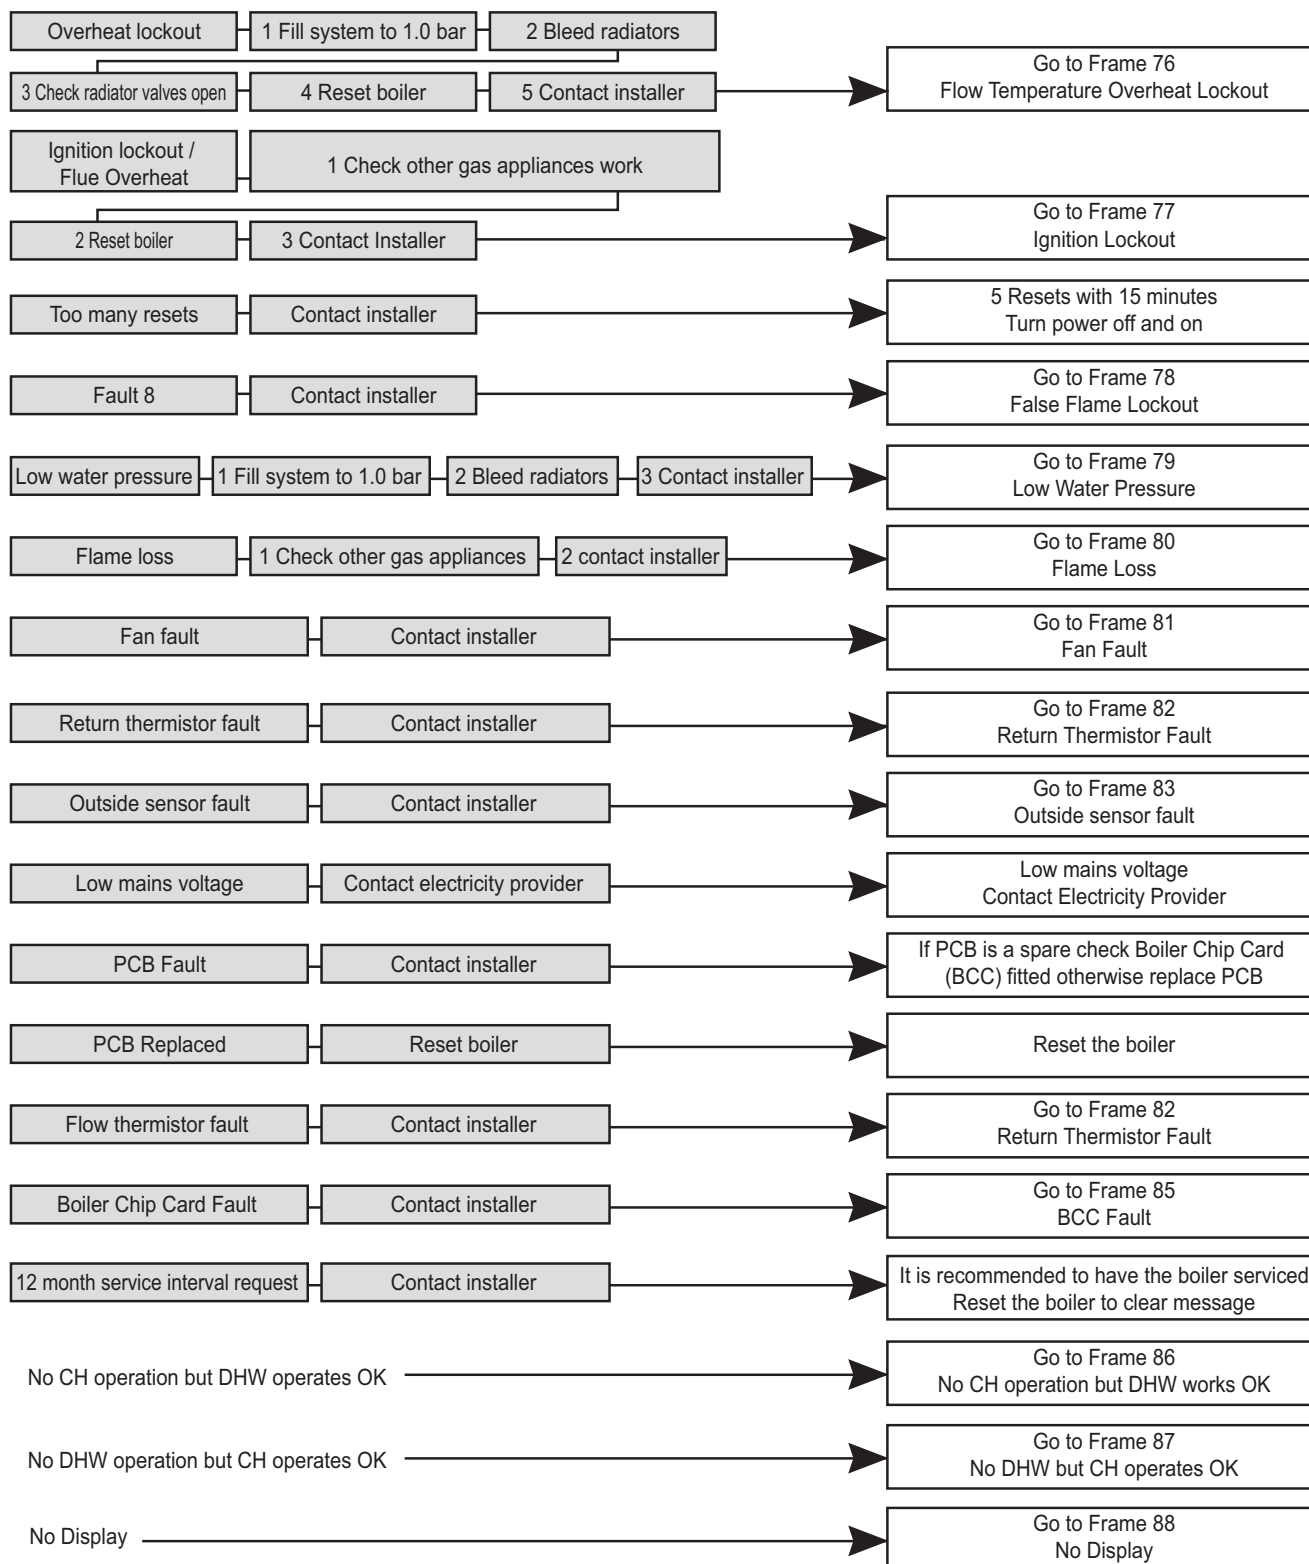 Overheat lockout
1 Fill system to 1.0 bar
2 Bleed radiators
3 Check radiator valves open
4 Reset boiler
5 Contact installer
Go to Frame 76
Flow Temperature Overheat Lockout
Ignition lockout /
Flue Overheat
1 Check other gas appliances work
2 Reset boiler
3 Contact Installer
Go to Frame 77
Ignition Lockout
Too many resets
Contact installer
5 Resets with 15 minutes
Turn power off and on
Fault 8
Contact installer
Go to Frame 78
False Flame Lockout
Low water pressure
1 Fill system to 1.0 bar
2 Bleed radiators
3 Contact installer
Go to Frame 79
Low Water Pressure
Flame loss
1 Check other gas appliances
2 contact installer
Go to Frame 80
Flame Loss
Fan fault
Contact installer
Go to Frame 81
Fan Fault
Return thermistor fault
Contact installer
Go to Frame 82
Return Thermistor Fault
Outside sensor fault
Contact installer
Go to Frame 83
Outside sensor fault
Low mains voltage
Contact electricity provider
Low mains voltage
Contact Electricity Provider
PCB Fault
Contact installer
If PCB is a spare check Boiler Chip Card
(BCC) fitted otherwise replace PCB
PCB Replaced
Reset boiler
Reset the boiler
Flow thermistor fault
Contact installer
Go to Frame 82
Return Thermistor Fault
Boiler Chip Card Fault
Contact installer
Go to Frame 85
BCC Fault
12 month service interval request
Contact installer
It is recommended to have the boiler serviced
Reset the boiler to clear message
No CH operation but DHW operates OK
Go to Frame 86
No CH operation but DHW works OK
No DHW operation but CH operates OK
Go to Frame 87
No DHW but CH operates OK
No Display
Go to Frame 88
No Display